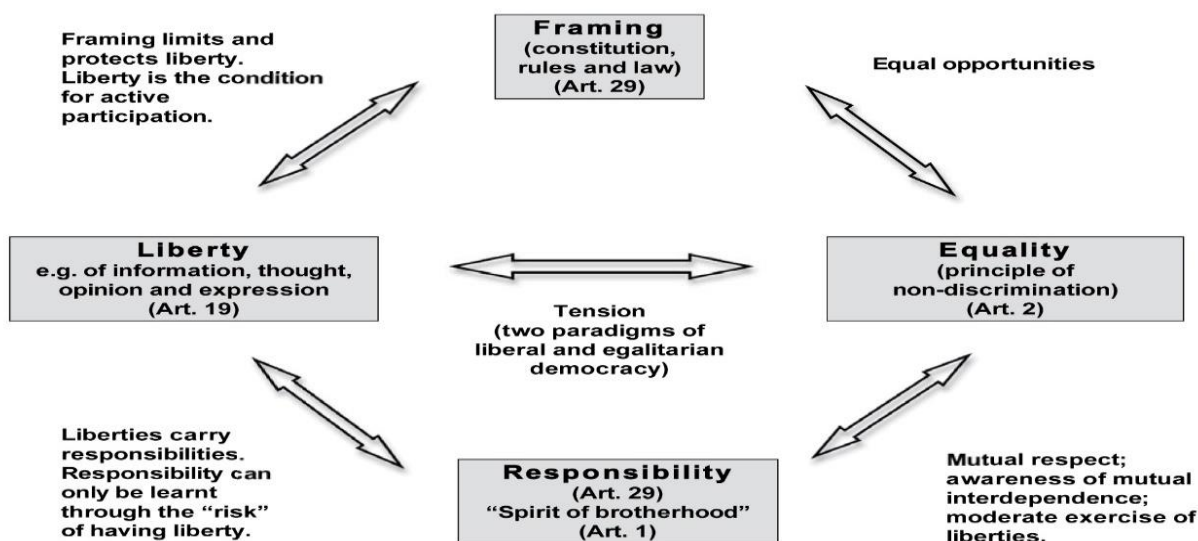 Framing
(constitution,
rules and law)
(Art. 29)
Framing limits and
protects liberty.
Liberty is the condition
for active
participation.
Equal opportunities
Liberty
e.g. of information, thought,
opinion and expression
(Art. 19)
Equality
(principle of
non-discrimination)
(Art. 2)
Tension
(two paradigms of
liberal and egalitarian
democracy)
Liberties carry
responsibilities.
Responsibility can
only be learnt
through the “risk”
of having liberty.
Responsibility
(Art. 29)
“Spirit of brotherhood”
(Art. 1)
Mutual respect;
awareness of mutual
interdependence;
moderate exercise of
liberties.